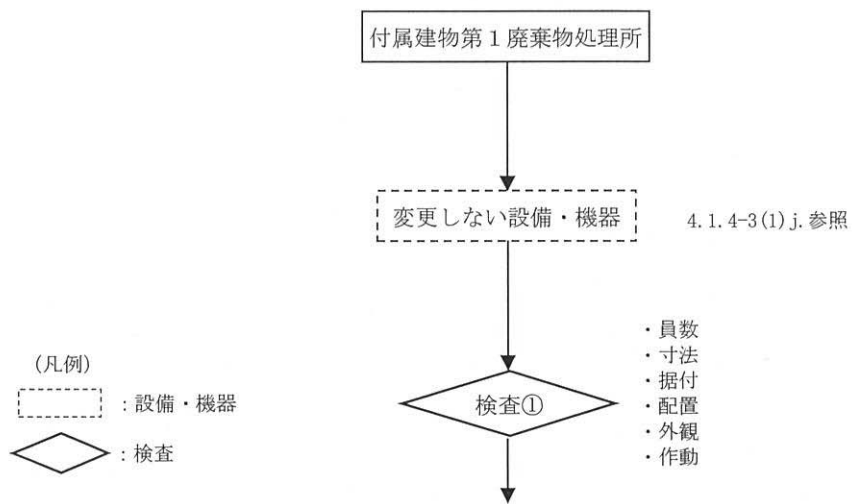 付属建物第1廃棄物処理所
変更しない設備・機器
4.1.4-3(1)j.参照
検査①
・員数
・寸法
・据付
・配置
・外観
・作動
(凡例)
：設備・機器
：検査